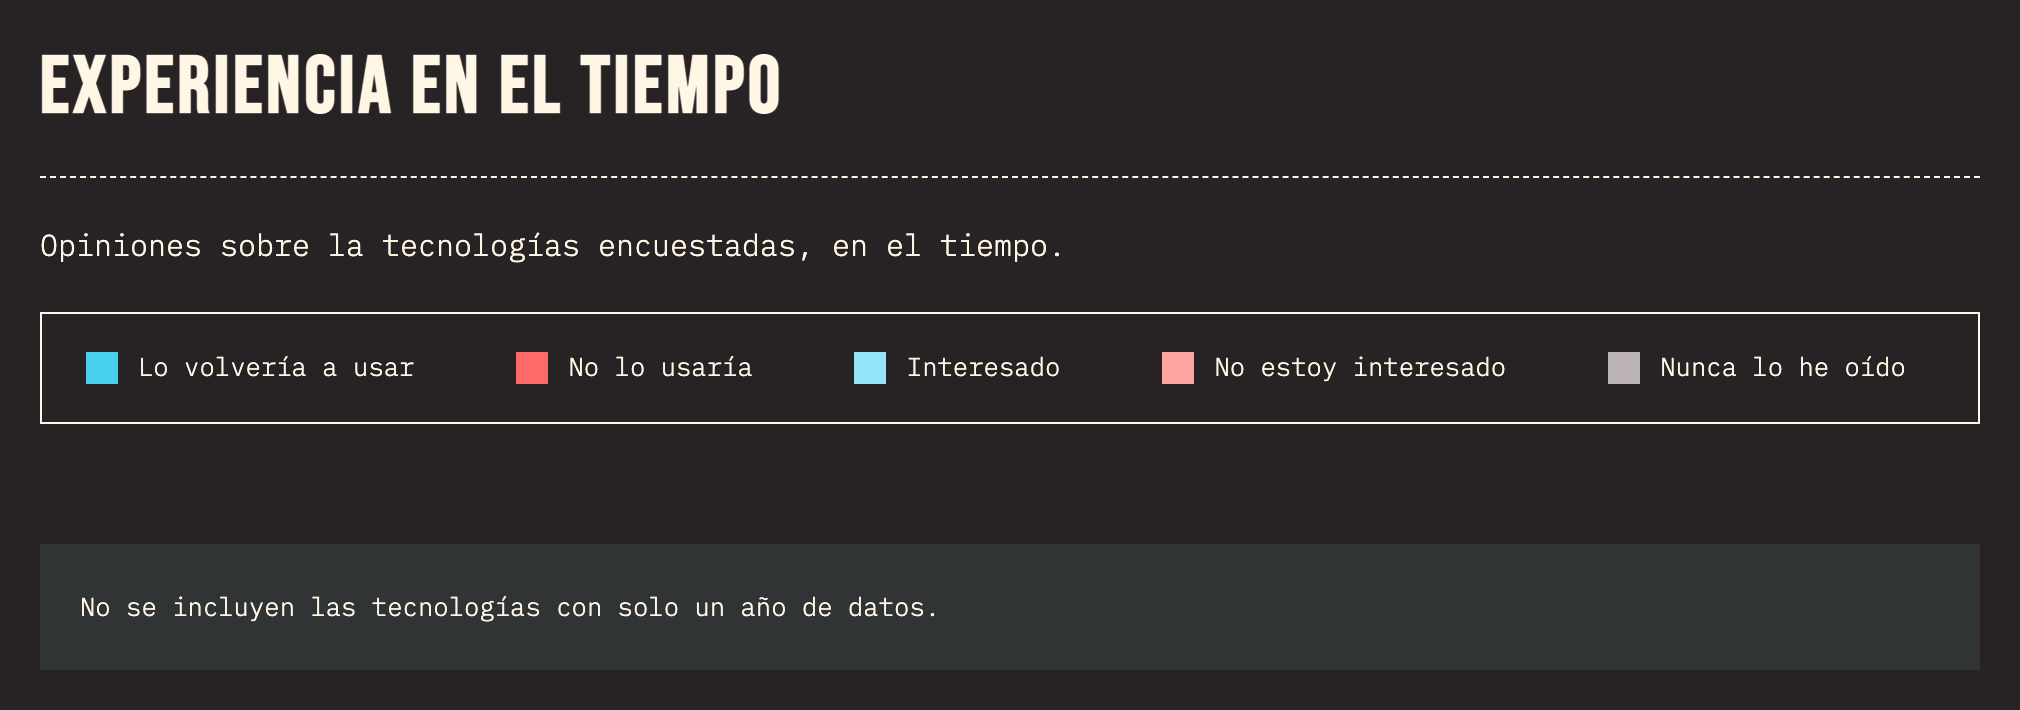 EXPERIENCIA EN EL TIEMPO
Opiniones sobre la tecnologías encuestadas, en el tiempo.
Lo volvería a usar
No lo usaría
Interesado
No estoy interesado
Nunca lo he oído
No se incluyen las tecnologías con solo un año de datos.